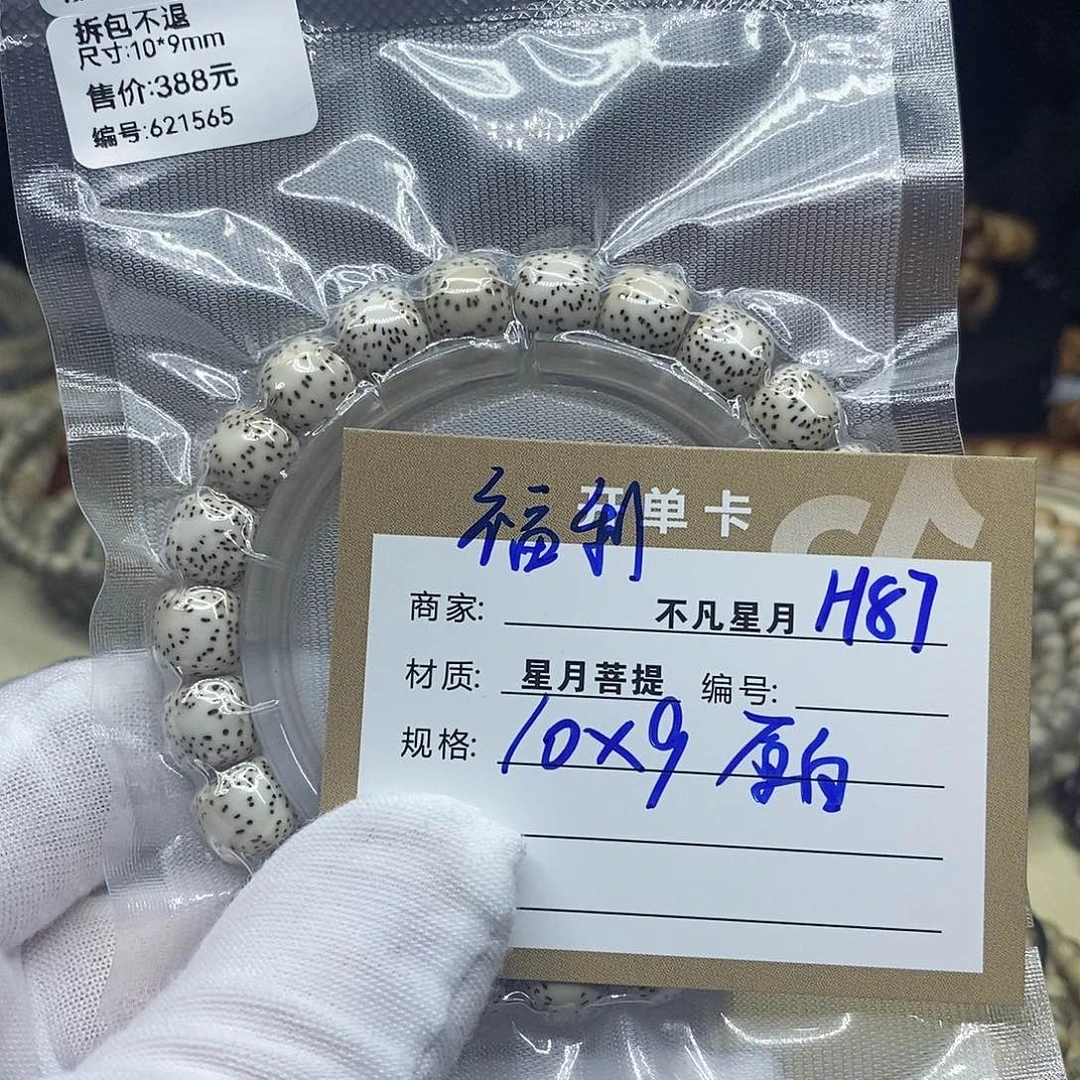 拆包不退
尺寸:10*9mm
售价:388元
编号:621565
福利
单卡
商家: 不凡星月 H87
材质: 星月菩提 编号:
规格: 10×9 原白